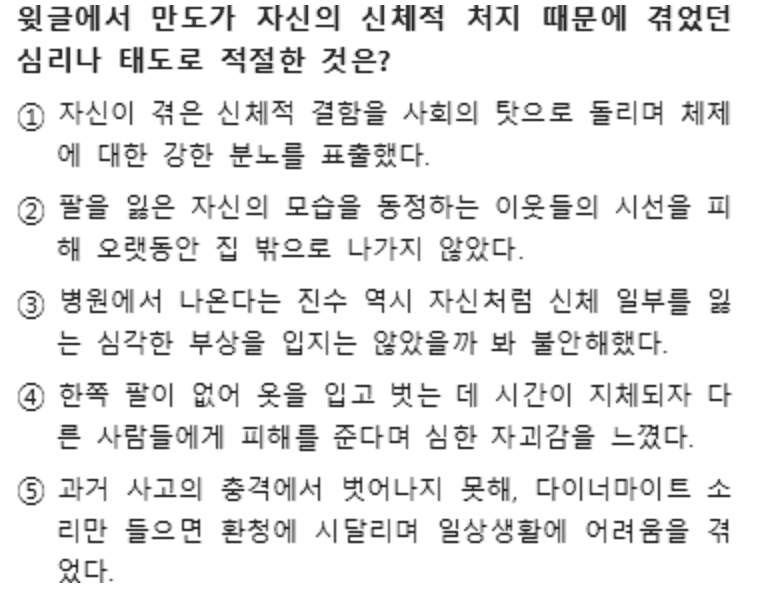 윗글에서 만도가 자신의 신체적 처지 때문에 겪었던
심리나 태도로 적절한 것은?
① 자신이 겪은 신체적 결함을 사회의 탓으로 돌리며 체제
에 대한 강한 분노를 표출했다.
② 팔을 잃은 자신의 모습을 동정하는 이웃들의 시선을 피
해 오랫동안 집 밖으로 나가지 않았다.
③ 병원에서 나온다는 진수 역시 자신처럼 신체 일부를 잃
는 심각한 부상을 입지는 않았을까 봐 불안해했다.
④ 한쪽 팔이 없어 옷을 입고 벗는 데 시간이 지체되자 다
른 사람들에게 피해를 준다며 심한 자괴감을 느꼈다.
⑤ 과거 사고의 충격에서 벗어나지 못해, 다이너마이트 소
리만 들으면 환청에 시달리며 일상생활에 어려움을 겪
었다.